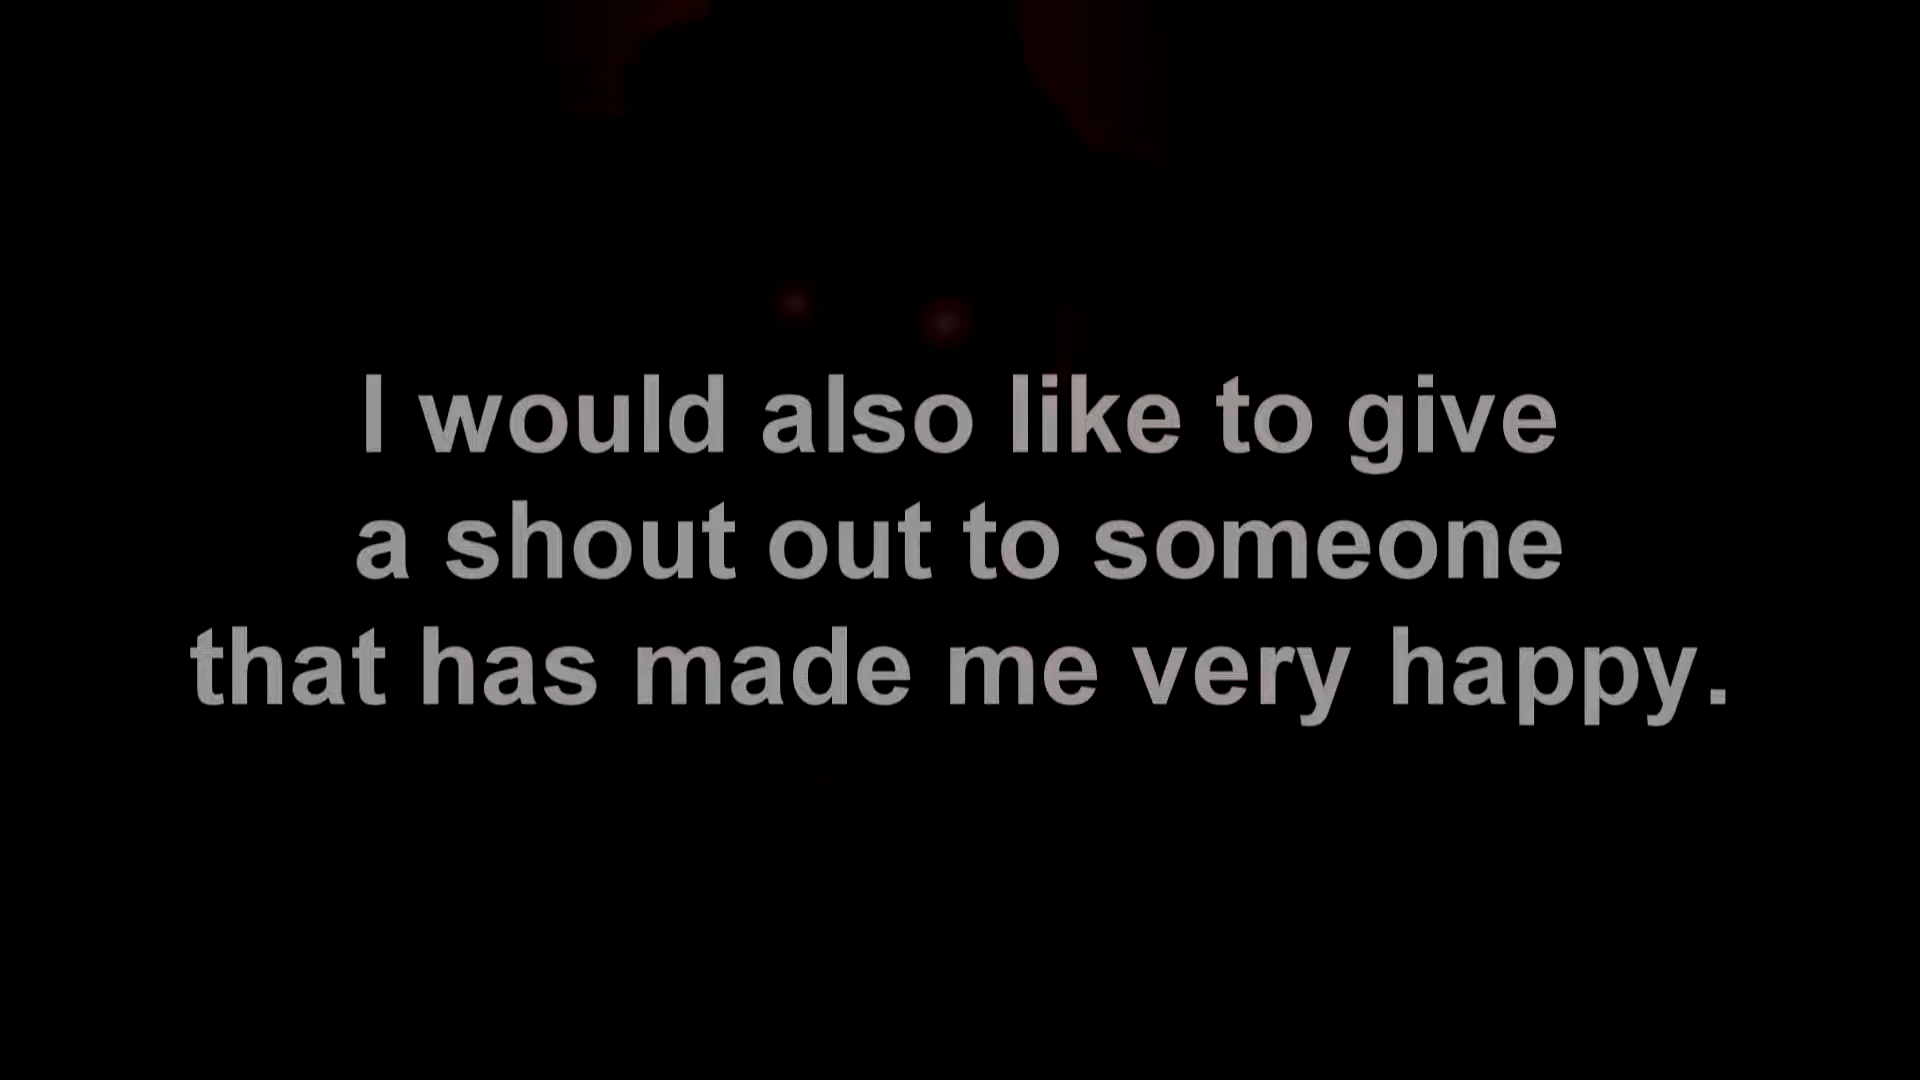 I would also like to give
a shout out to someone
that has made me very happy.